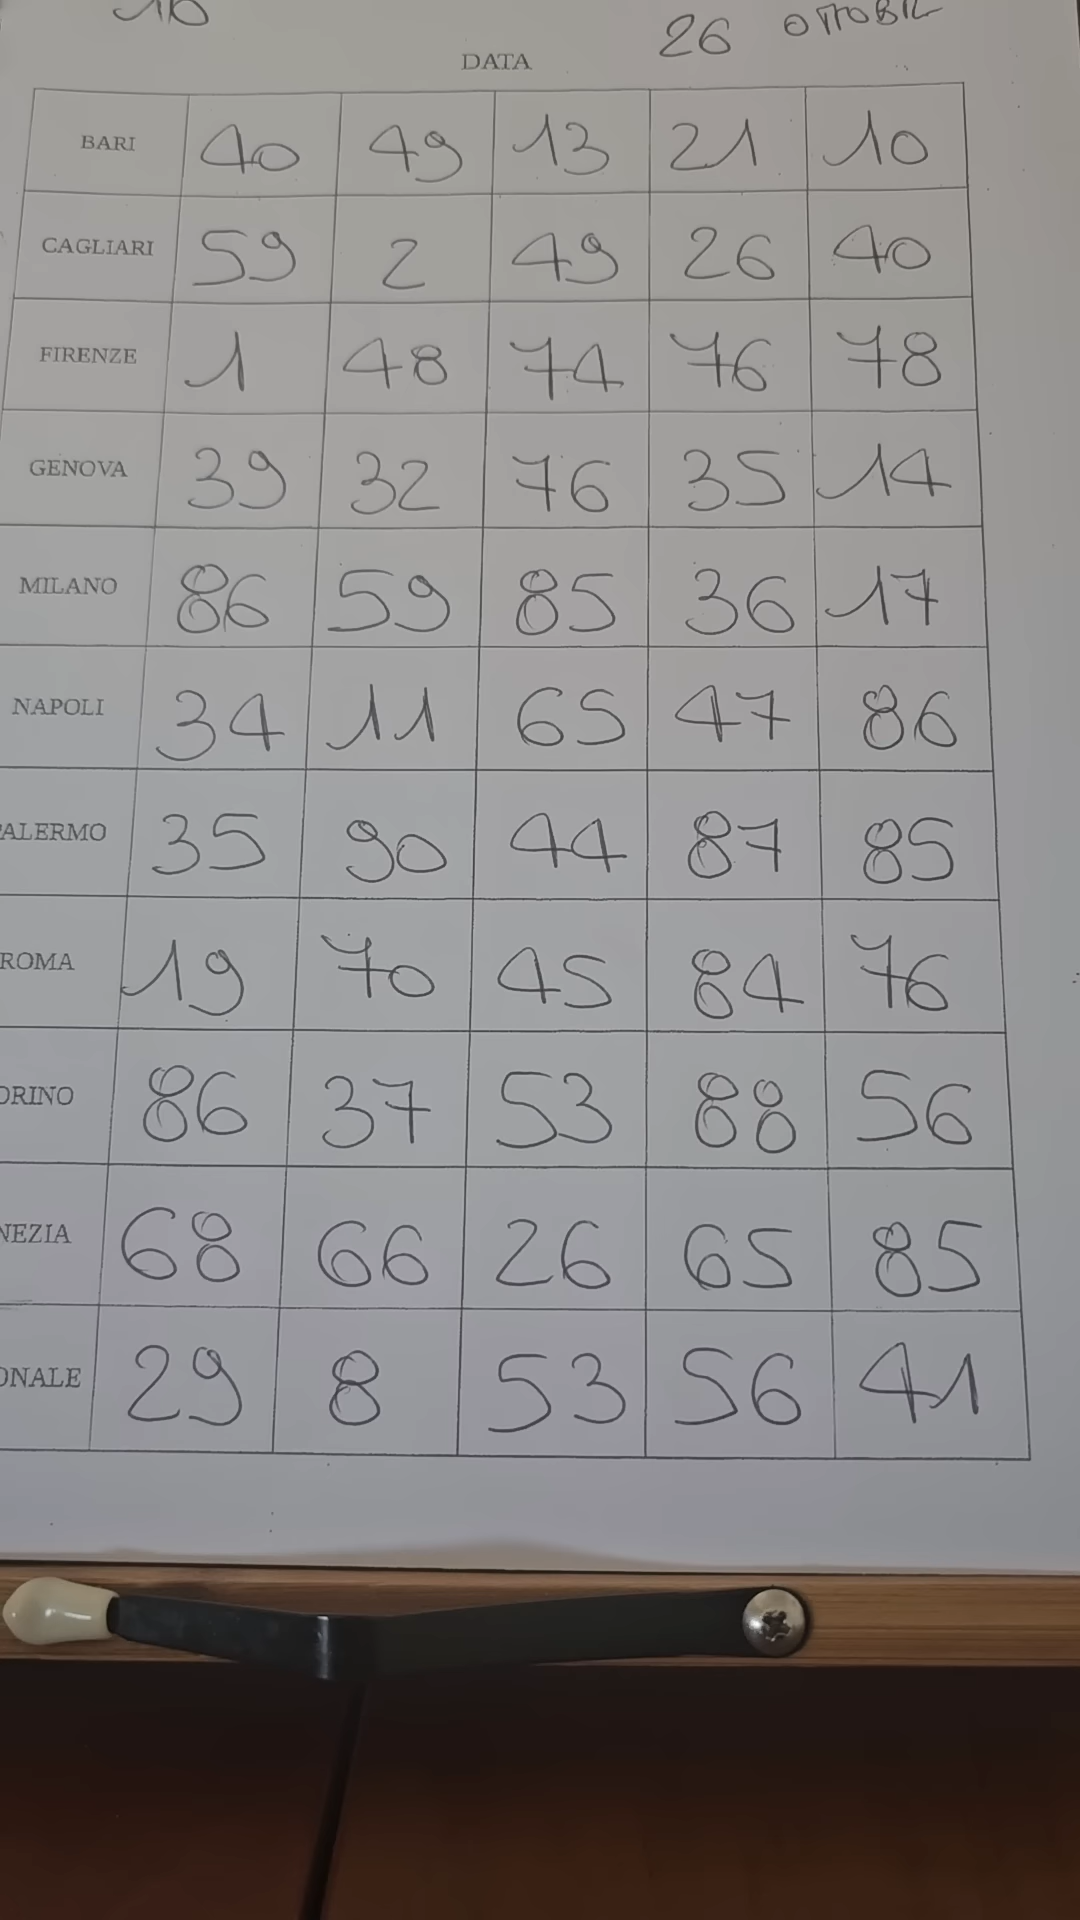 10 26 OTTOBR
DATA
BARI 40 49 13 21 10
CAGLIARI 59 2 49 26 40
FIRENZE 1 48 74 76 78
GENOVA 39 32 76 35 14
MILANO 86 59 85 36 17
NAPOLI 34 11 65 47 86
PALERMO 35 90 44 87 85
ROMA 19 70 45 84 76
ORINO 86 37 53 88 56
NEZIA 68 66 26 65 85
ONALE 29 8 53 56 41